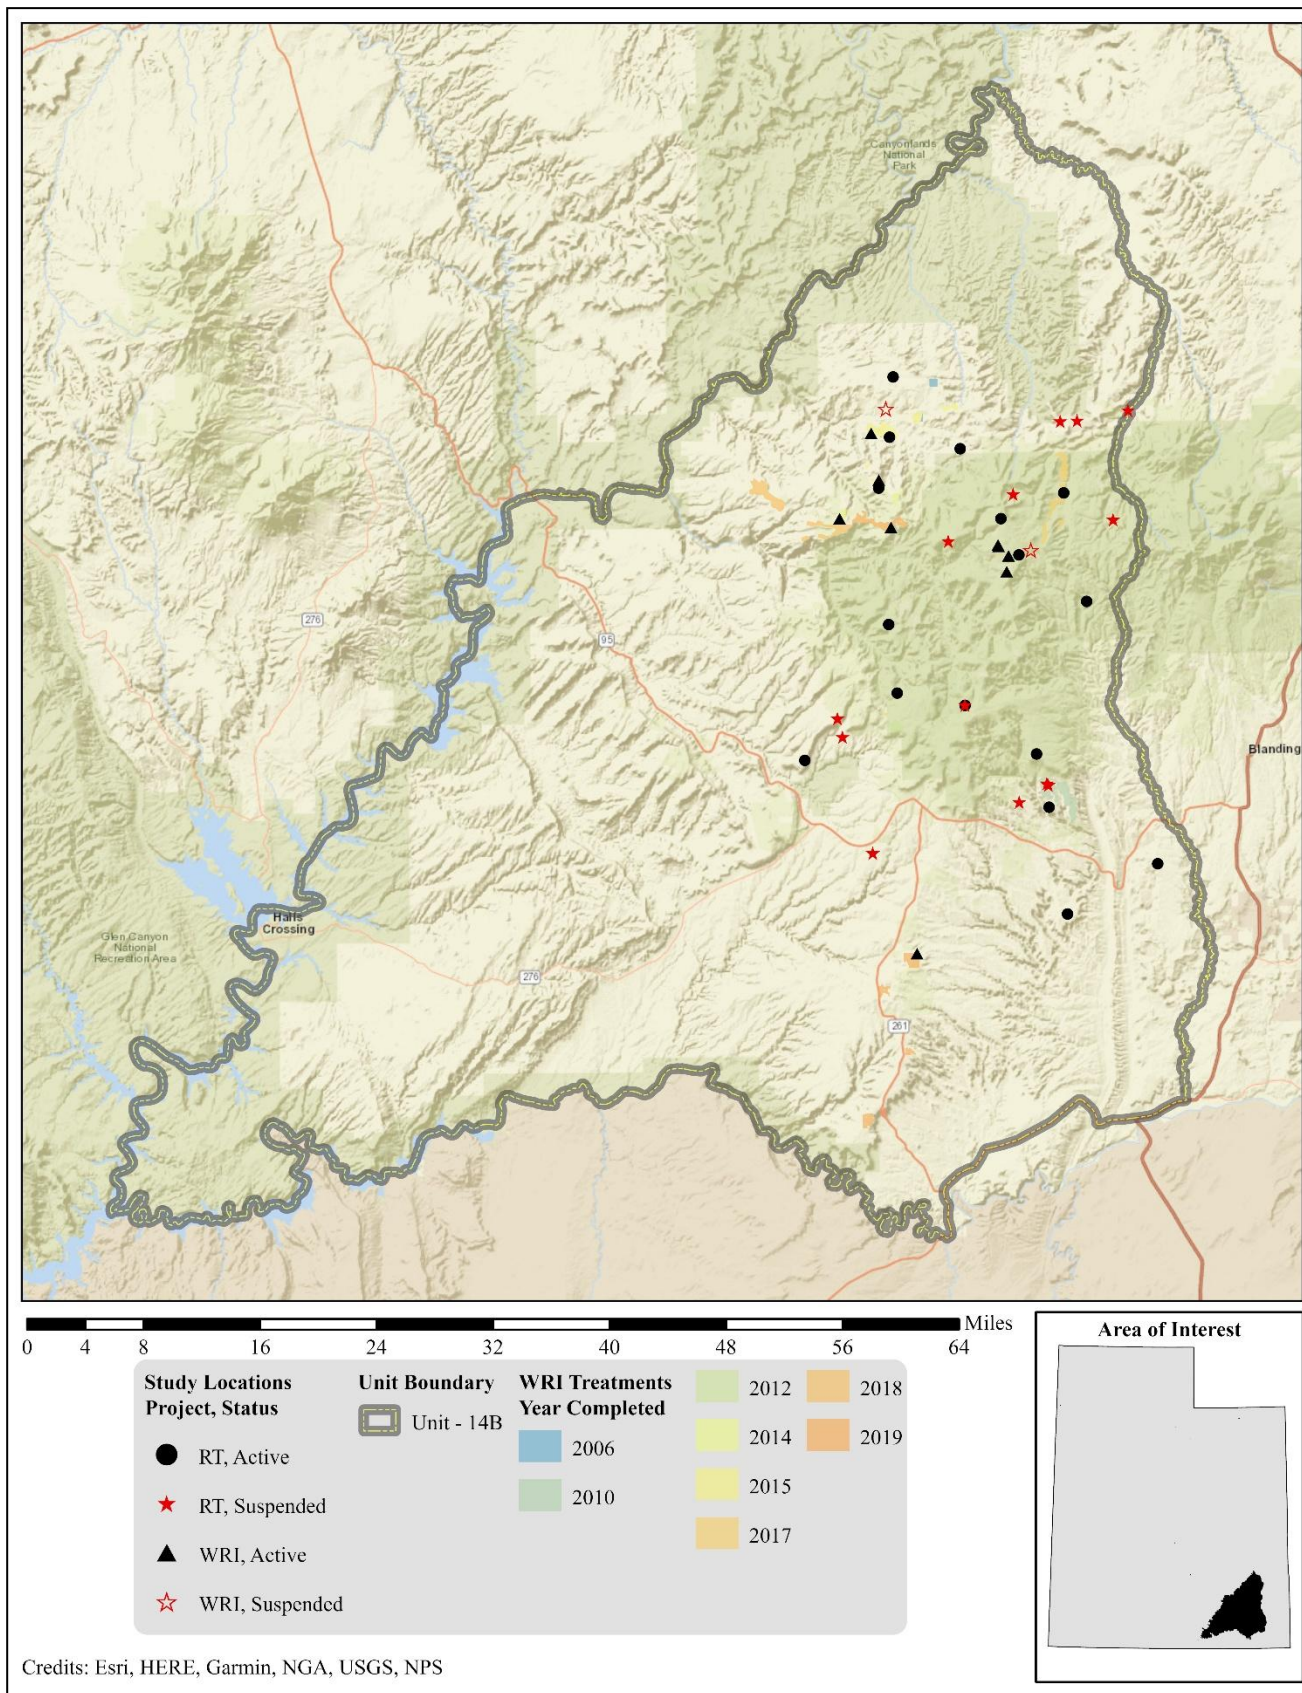 Canyonlands
National
Park
276
95
Blanding
Halls
Crossing
Glen Canyon
National
Recreation Area
276
261
Miles
0 4 8 16 24 32 40 48 56 64
Study Locations
Project, Status
RT, Active
RT, Suspended
WRI, Active
WRI, Suspended
Unit Boundary
Unit - 14B
WRI Treatments
Year Completed
2006
2010
2012
2014
2015
2017
2018
2019
Area of Interest
Credits: Esri, HERE, Garmin, NGA, USGS, NPS